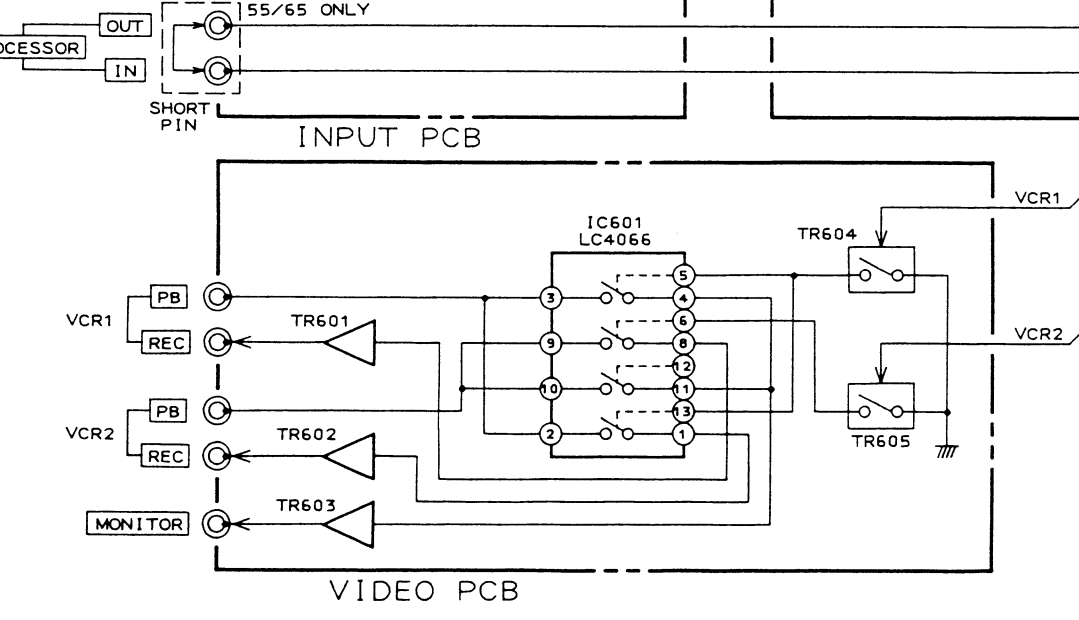 55/65 ONLY
OUT
OCESSOR
IN
SHORT
PIN
INPUT PCB
VCR1
IC601
LC4066
TR604
5
PB
3
4
VCR1
TR601
6
REC
9
8
VCR2
12
10
11
PB
13
VCR2
TR602
2
1
TR605
REC
TR603
MONITOR
VIDEO PCB